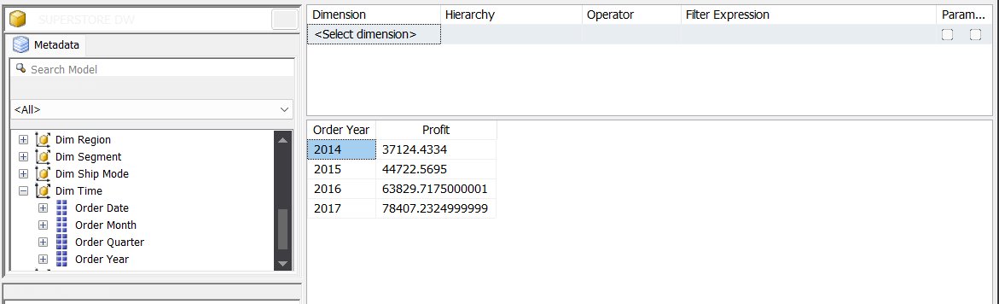 SUPERSTORE DW
Metadata
Search Model
<All>
Dim Region
Dim Segment
Dim Ship Mode
Dim Time
Order Date
Order Month
Order Quarter
Order Year
Dimension Hierarchy Operator Filter Expression Param...
<Select dimension>
Order Year Profit
2014 37124.4334
2015 44722.5695
2016 63829.7175000001
2017 78407.2324999999